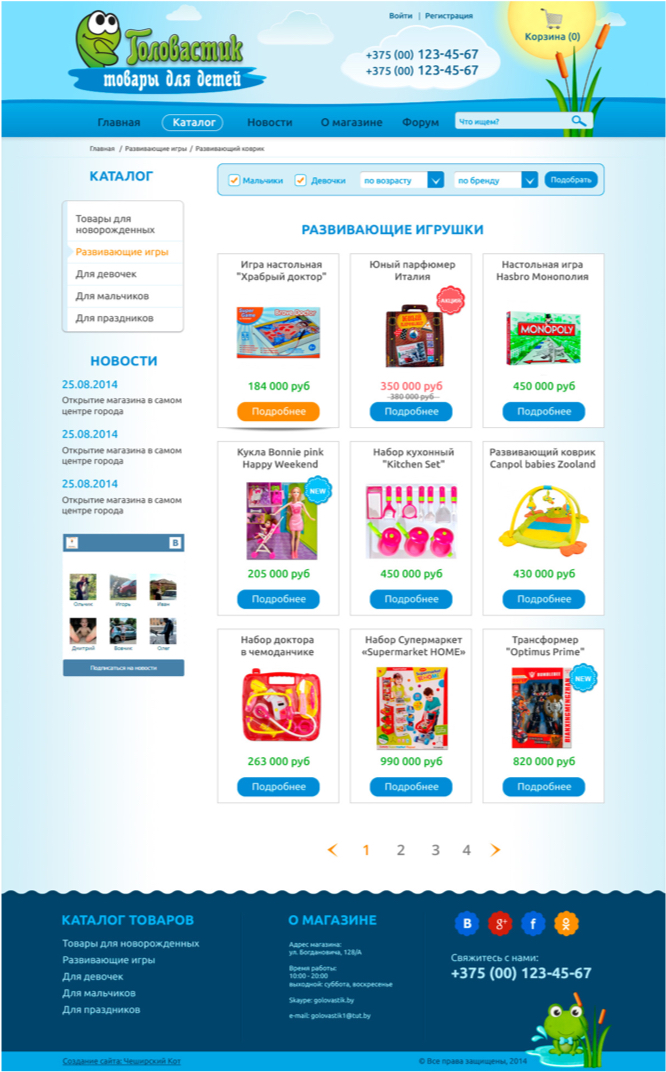 Войти | Регистрация
Корзина (0)
Головастик
товары для детей
+375 (00) 123-45-67
+375 (00) 123-45-67
Главная Каталог Новости О магазине Форум Что ищем?
Главная / Развивающие игры / Развивающий коврик
КАТАЛОГ
Товары для
новорожденных
Развивающие игры
Для девочек
Для мальчиков
Для праздников
НОВОСТИ
25.08.2014
Открытие магазина в самом
центре города
25.08.2014
Открытие магазина в самом
центре города
25.08.2014
Открытие магазина в самом
центре города
B
Ольчик Игорь Иван
Дмитрий Вовчик Олег
Подписаться на новости
Мальчики Девочки по возрасту по бренду Подобрать
РАЗВИВАЮЩИЕ ИГРУШКИ
Игра настольная
"Храбрый доктор"
184 000 руб
Подробнее
Юный парфюмер
Италия
АКЦИЯ
350 000 руб
380 000 руб
Подробнее
Настольная игра
Hasbro Монополия
MONOPOLY
450 000 руб
Подробнее
Кукла Bonnie pink
Happy Weekend
NEW
205 000 руб
Подробнее
Набор кухонный
"Kitchen Set"
450 000 руб
Подробнее
Развивающий коврик
Canpol babies Zooland
430 000 руб
Подробнее
Набор доктора
в чемоданчике
263 000 руб
Подробнее
Набор Супермаркет
«Supermarket HOME»
990 000 руб
Подробнее
Трансформер
"Optimus Prime"
NEW
820 000 руб
Подробнее
1 2 3 4
КАТАЛОГ ТОВАРОВ
Товары для новорожденных
Развивающие игры
Для девочек
Для мальчиков
Для праздников
О МАГАЗИНЕ
Адрес магазина:
ул. Богдановича, 128/А
Время работы:
10:00 - 20:00
выходной: суббота, воскресенье
Skaype: golovastik.by
e-mail: golovastik1@tut.by
B g+ f
Свяжитесь с нами:
+375 (00) 123-45-67
Создание сайта: Чеширский Кот
© Все права защищены, 2014